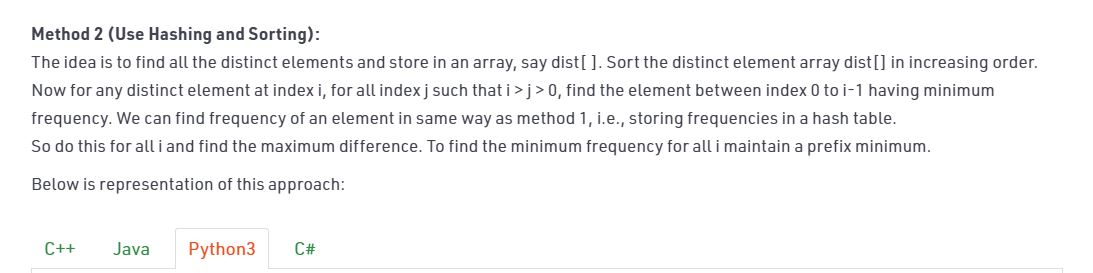 Method 2 (Use Hashing and Sorting):
The idea is to find all the distinct elements and store in an array, say dist[ ]. Sort the distinct element array dist[] in increasing order.
Now for any distinct element at index i, for all index j such that i > j > 0, find the element between index 0 to i-1 having minimum
frequency. We can find frequency of an element in same way as method 1, i.e., storing frequencies in a hash table.
So do this for all i and find the maximum difference. To find the minimum frequency for all i maintain a prefix minimum.
Below is representation of this approach:
C++ Java Python3 C#